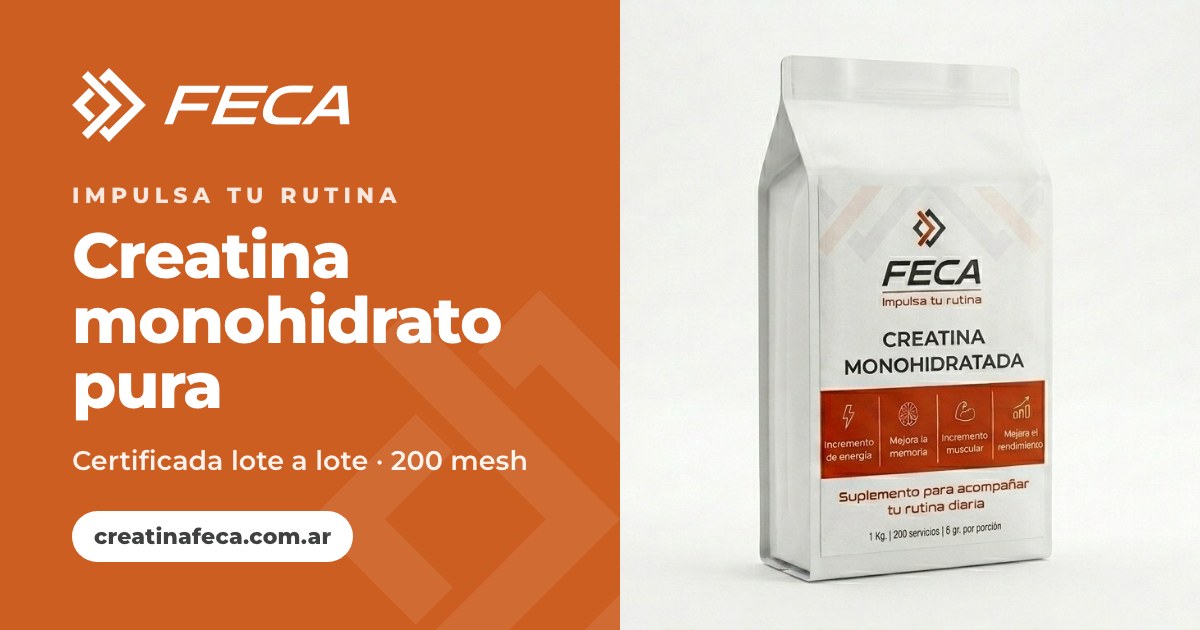 FECA
IMPULSA TU RUTINA
Creatina
monohidrato
pura
Certificada lote a lote · 200 mesh
creatinafeca.com.ar
FECA
Impulsa tu rutina
CREATINA
MONOHIDRATADA
Incremento
de energía
Mejora la
memoria
Incremento
muscular
Mejora el
rendimiento
Suplemento para acompañar
tu rutina diaria
1 Kg. | 200 servicios | 5 gr. por porción